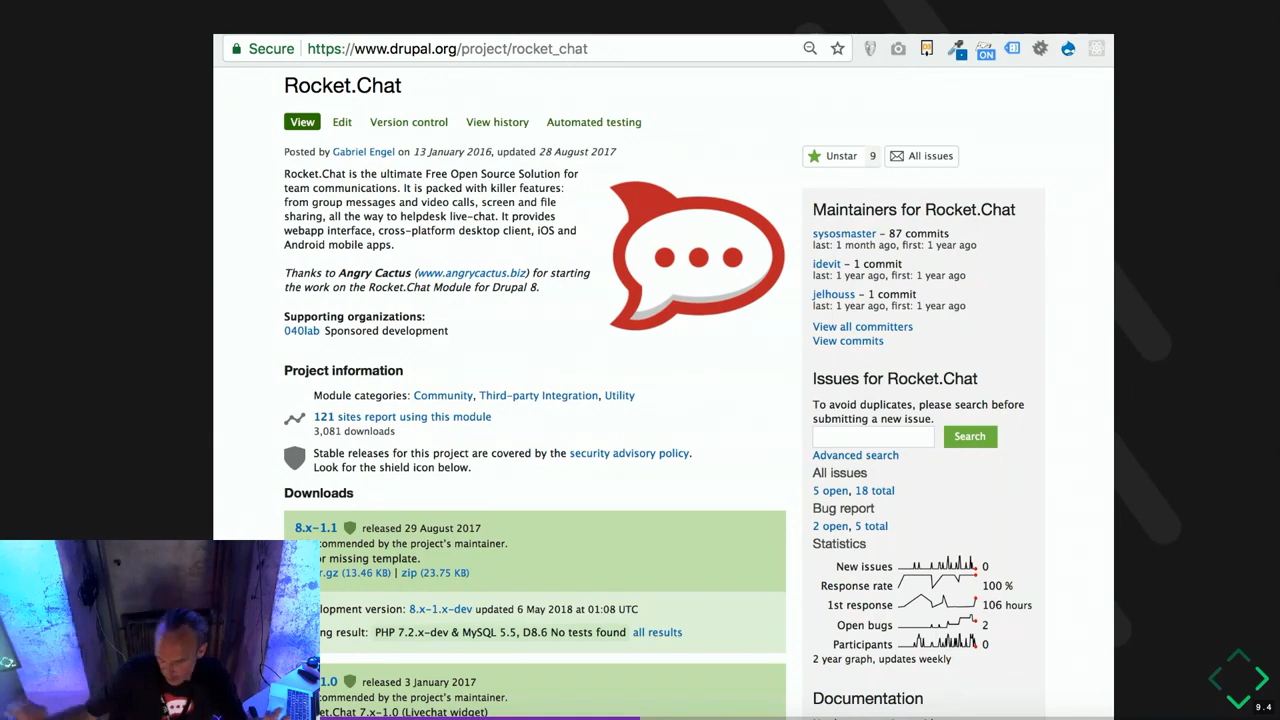 Secure https://www.drupal.org/project/rocket_chat
ON
Rocket.Chat
View Edit Version control View history Automated testing
Posted by Gabriel Engel on 13 January 2016, updated 28 August 2017
Unstar 9 All issues
Rocket.Chat is the ultimate Free Open Source Solution for
team communications. It is packed with killer features:
from group messages and video calls, screen and file
sharing, all the way to helpdesk live-chat. It provides
webapp interface, cross-platform desktop client, iOS and
Android mobile apps.
Thanks to Angry Cactus (www.angrycactus.biz) for starting
the work on the Rocket.Chat Module for Drupal 8.
Supporting organizations:
040lab Sponsored development
Project information
Module categories: Community, Third-party Integration, Utility
121 sites report using this module
3,081 downloads
Stable releases for this project are covered by the security advisory policy.
Look for the shield icon below.
Downloads
8.x-1.1 released 29 August 2017
ommended by the project's maintainer.
or missing template.
r.gz (13.46 KB) | zip (23.75 KB)
lopment version: 8.x-1.x-dev updated 6 May 2018 at 01:08 UTC
ng result: PHP 7.2.x-dev & MySQL 5.5, D8.6 No tests found all results
1.0 released 3 January 2017
ommended by the project's maintainer.
et.Chat 7.x-1.0 (Livechat widget)
Maintainers for Rocket.Chat
sysosmaster – 87 commits
last: 1 month ago, first: 1 year ago
idevit – 1 commit
last: 1 year ago, first: 1 year ago
jelhouss – 1 commit
last: 1 year ago, first: 1 year ago
View all committers
View commits
Issues for Rocket.Chat
To avoid duplicates, please search before
submitting a new issue.
Search
Advanced search
All issues
5 open, 18 total
Bug report
2 open, 5 total
Statistics
New issues 0
Response rate 100 %
1st response 106 hours
Open bugs 2
Participants 0
2 year graph, updates weekly
Documentation
9.4